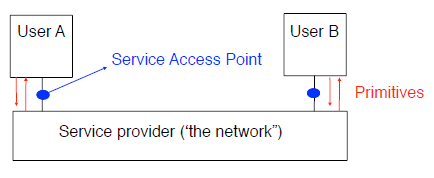 User A
User B
Service Access Point
Primitives
Service provider (‘the network”)